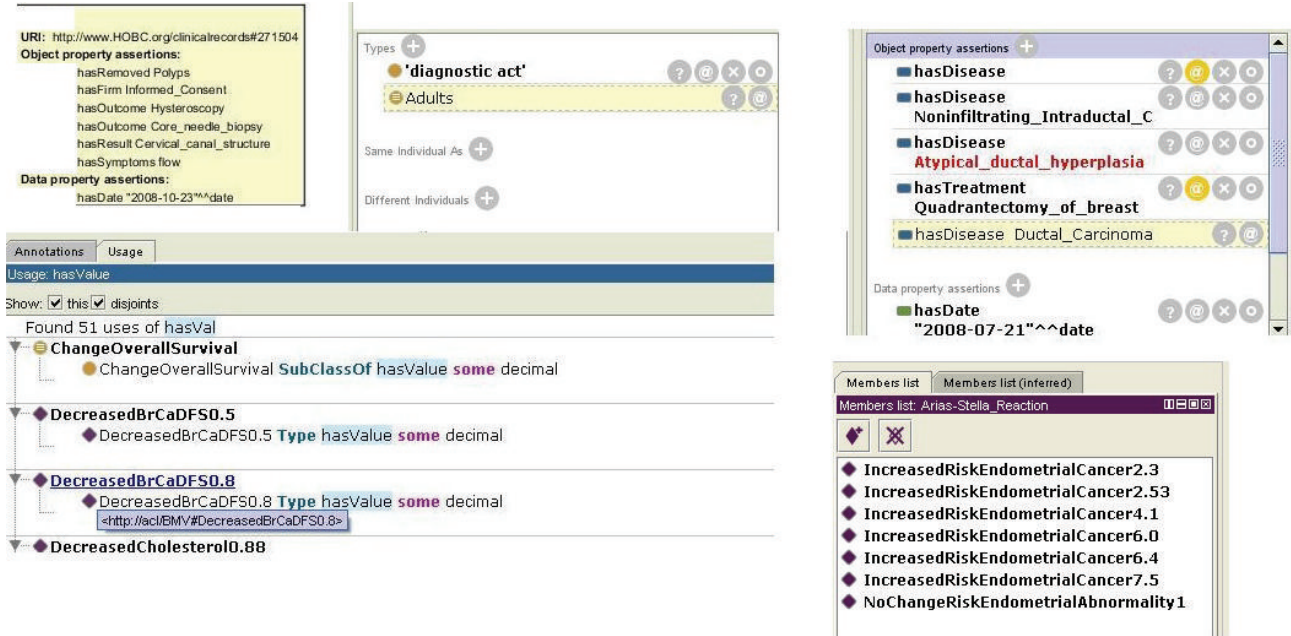 URI: http://www.HOBC.org/clinicalrecords#271504
Object property assertions:
hasRemoved Polyps
hasFirm Informed_Consent
hasOutcome Hysteroscopy
hasOutcome Core_needle_biopsy
hasResult Cervical_canal_structure
hasSymptoms flow
Data property assertions:
hasDate "2008-10-23"^^date
Types
'diagnostic act'
Adults
Same Individual As
Different Individuals
Object property assertions
hasDisease
hasDisease
Noninfiltrating_Intraductal_C
hasDisease
Atypical_ductal_hyperplasia
hasTreatment
Quadrantectomy_of_breast
hasDisease Ductal_Carcinoma
Data property assertions
hasDate
"2008-07-21"^^date
Annotations Usage
Usage: hasValue
Show: this disjoints
Found 51 uses of hasVal
ChangeOverallSurvival
ChangeOverallSurvival SubClassOf hasValue some decimal
DecreasedBrCaDFS0.5
DecreasedBrCaDFS0.5 Type hasValue some decimal
DecreasedBrCaDFS0.8
DecreasedBrCaDFS0.8 Type hasValue some decimal
<http://acl/BMV#DecreasedBrCaDFS0.8>
DecreasedCholesterol0.88
Members list Members list (inferred)
Members list: Arias-Stella_Reaction
IncreasedRiskEndometrialCancer2.3
IncreasedRiskEndometrialCancer2.53
IncreasedRiskEndometrialCancer4.1
IncreasedRiskEndometrialCancer6.0
IncreasedRiskEndometrialCancer6.4
IncreasedRiskEndometrialCancer7.5
NoChangeRiskEndometrialAbnormality1